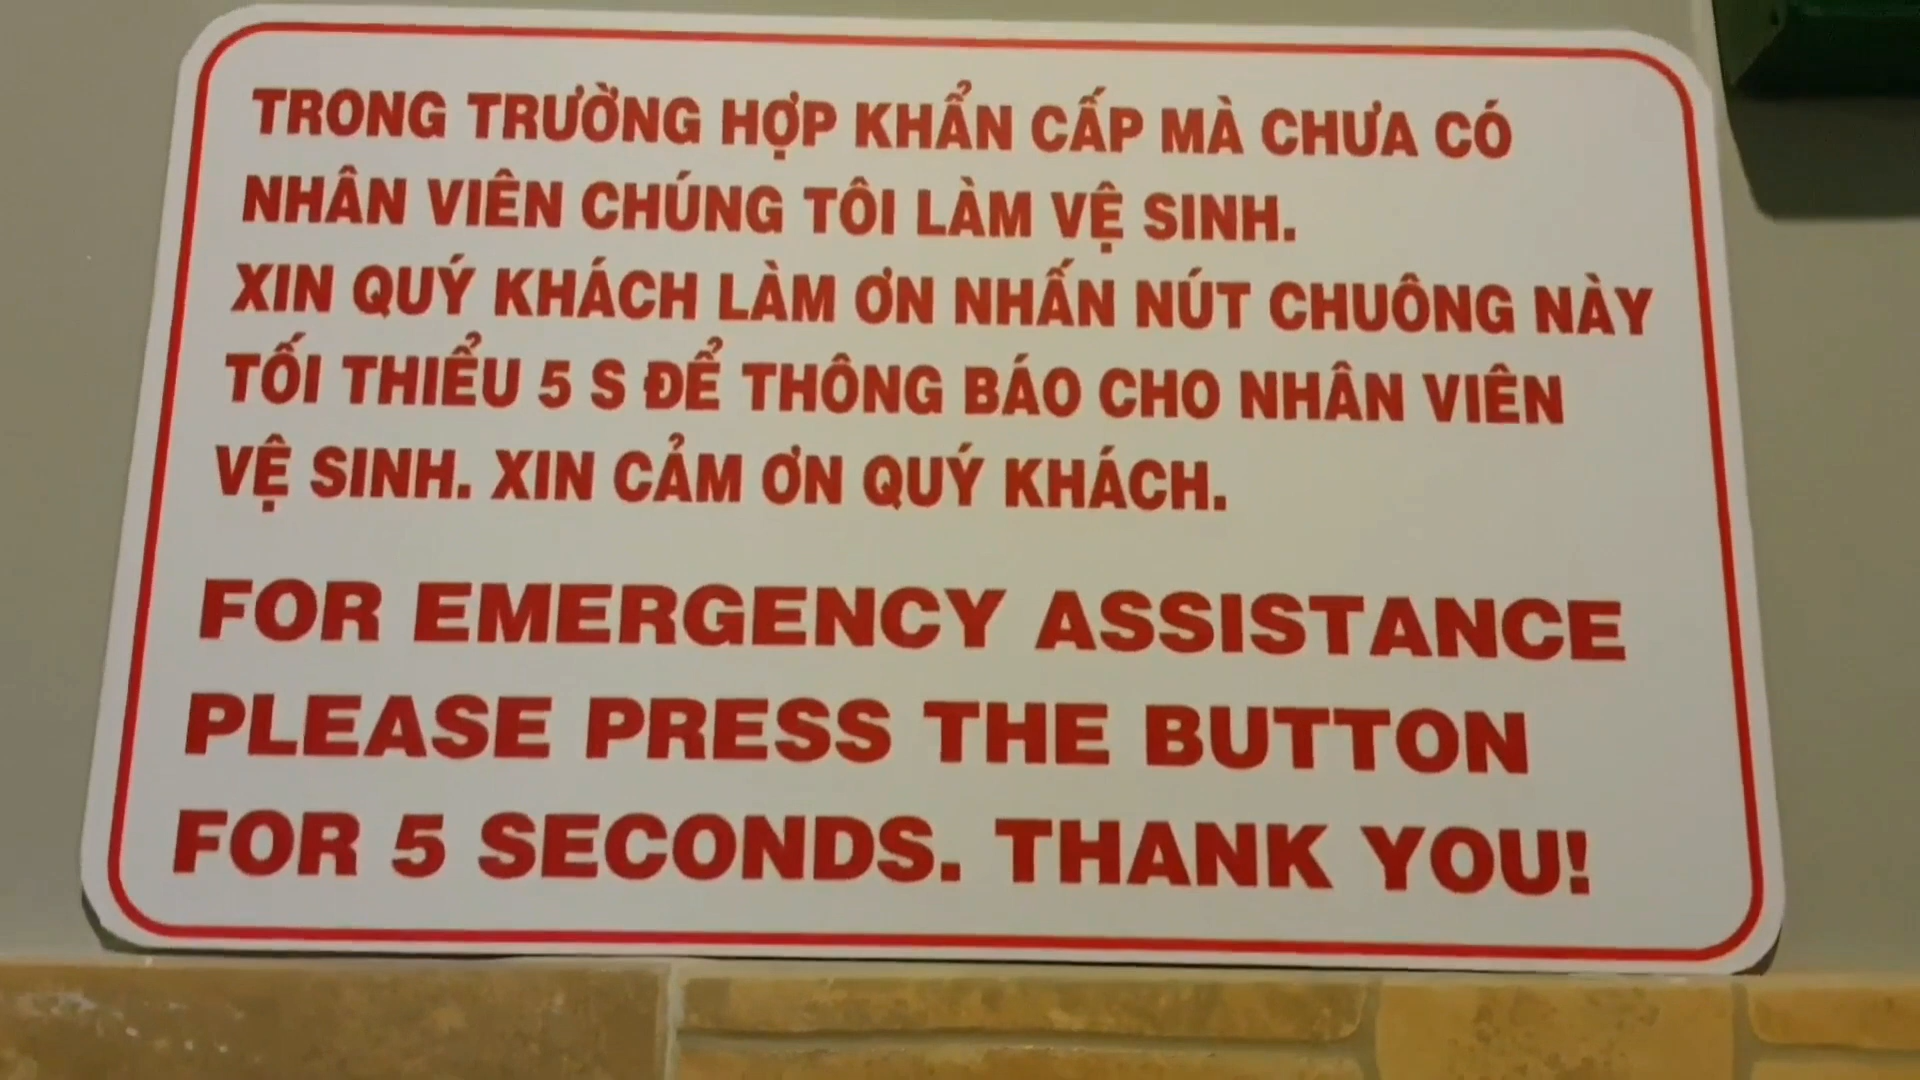 TRONG TRƯỜNG HỢP KHẨN CẤP MÀ CHƯA CÓ
NHÂN VIÊN CHÚNG TÔI LÀM VỆ SINH.
XIN QUÝ KHÁCH LÀM ƠN NHẤN NÚT CHUÔNG NÀY
TỐI THIỂU 5 S ĐỂ THÔNG BÁO CHO NHÂN VIÊN
VỆ SINH. XIN CẢM ƠN QUÝ KHÁCH.
FOR EMERGENCY ASSISTANCE
PLEASE PRESS THE BUTTON
FOR 5 SECONDS. THANK YOU!